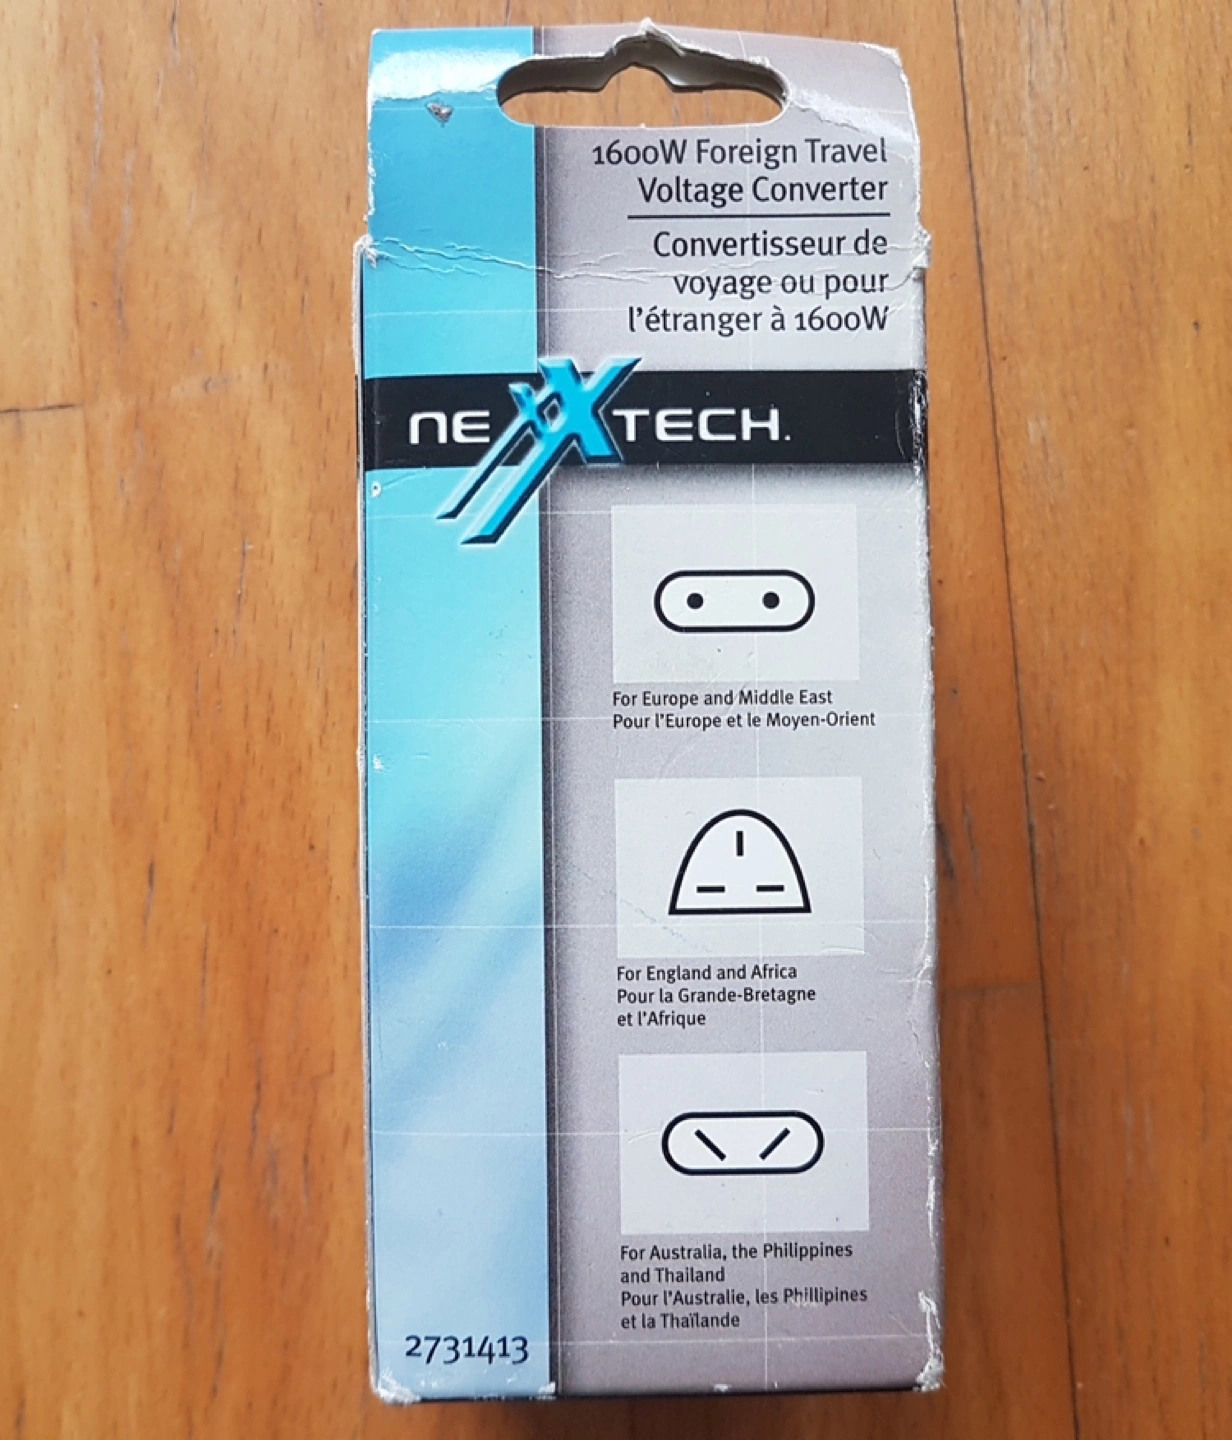 1600W Foreign Travel
Voltage Converter
Convertisseur de
voyage ou pour
l'étranger à 1600W
NEXXTECH.
For Europe and Middle East
Pour l'Europe et le Moyen-Orient
For England and Africa
Pour la Grande-Bretagne
et l'Afrique
For Australia, the Philippines
and Thailand
Pour l'Australie, les Phillipines
et la Thaïlande
2731413